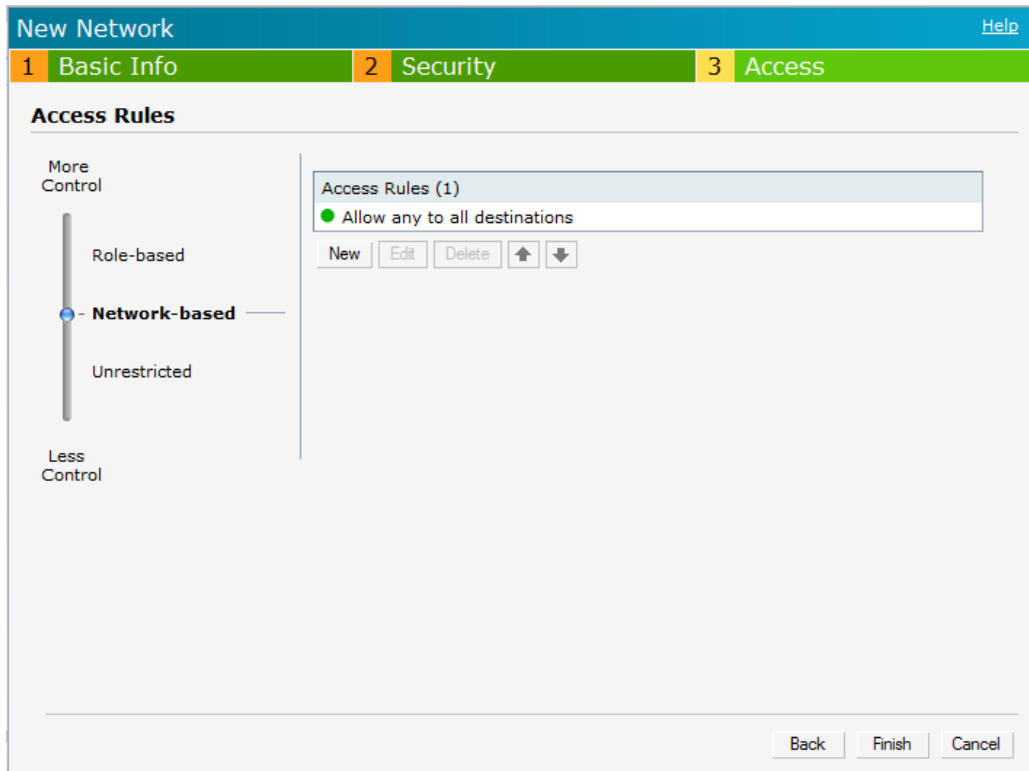 New Network
Help
1 Basic Info
2 Security
3 Access
Access Rules
More
Control
Role-based
Network-based
Unrestricted
Less
Control
Access Rules (1)
Allow any to all destinations
New Edit Delete
Back Finish Cancel